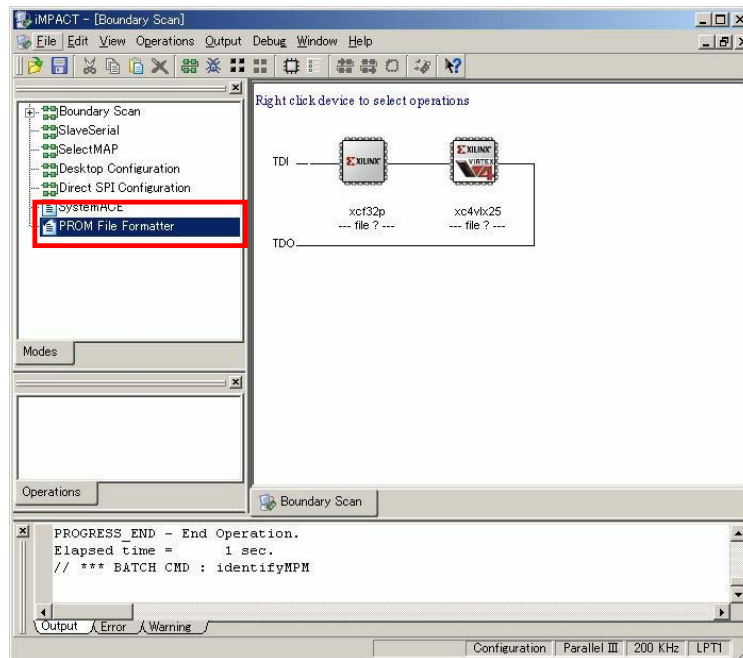 iMPACT - [Boundary Scan]
File Edit View Operations Output Debug Window Help
Boundary Scan
SlaveSerial
SelectMAP
Desktop Configuration
Direct SPI Configuration
SystemACE
PROM File Formatter
Modes
Operations
Right click device to select operations
TDI
XILINX
XILINX
VIRTEX
4
xcf32p
xc4vlx25
--- file ? ---
--- file ? ---
TDO
Boundary Scan
PROGRESS_END - End Operation.
Elapsed time =      1 sec.
// *** BATCH CMD : identifyMPM
Output Error Warning
Configuration Parallel III 200 KHz LPT1